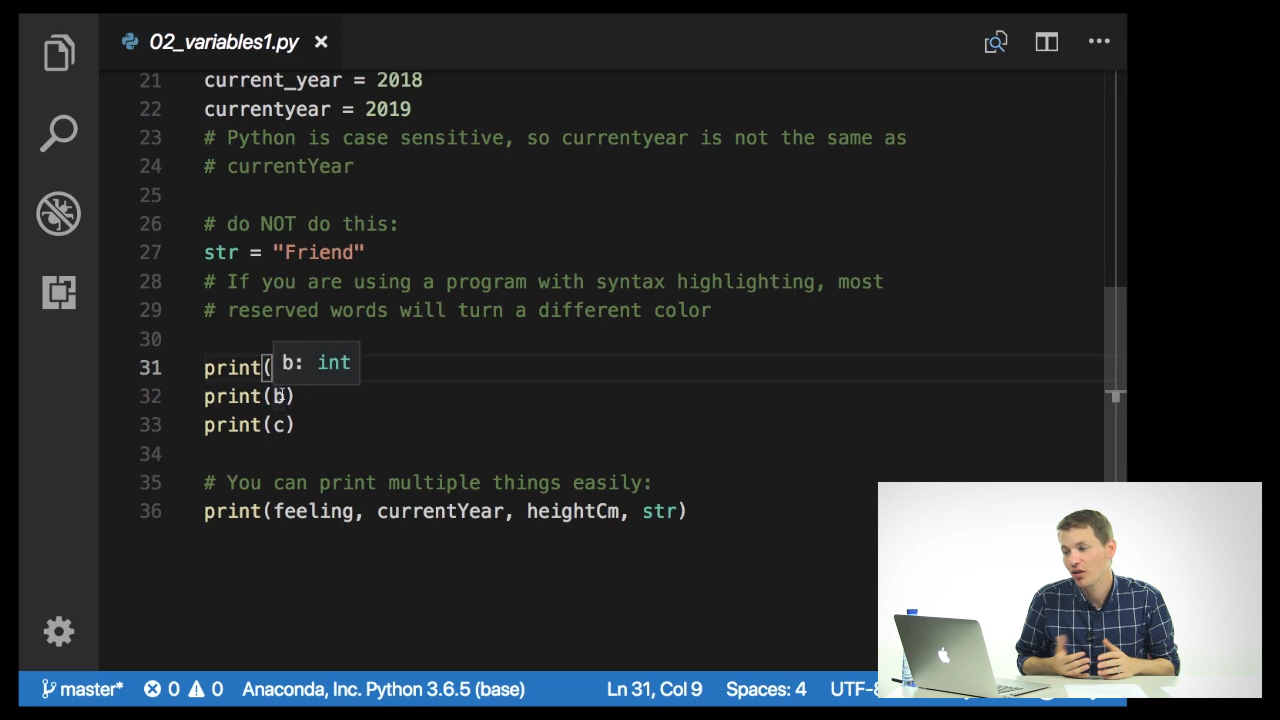 02_variables1.py
21 current_year = 2018
22 currentyear = 2019
23 # Python is case sensitive, so currentyear is not the same as
24 # currentYear
25
26 # do NOT do this:
27 str = "Friend"
28 # If you are using a program with syntax highlighting, most
29 # reserved words will turn a different color
30
31 print(
b: int
32 print(b)
33 print(c)
34
35 # You can print multiple things easily:
36 print(feeling, currentYear, heightCm, str)
master* 0 0 Anaconda, Inc. Python 3.6.5 (base) Ln 31, Col 9 Spaces: 4 UTF-8